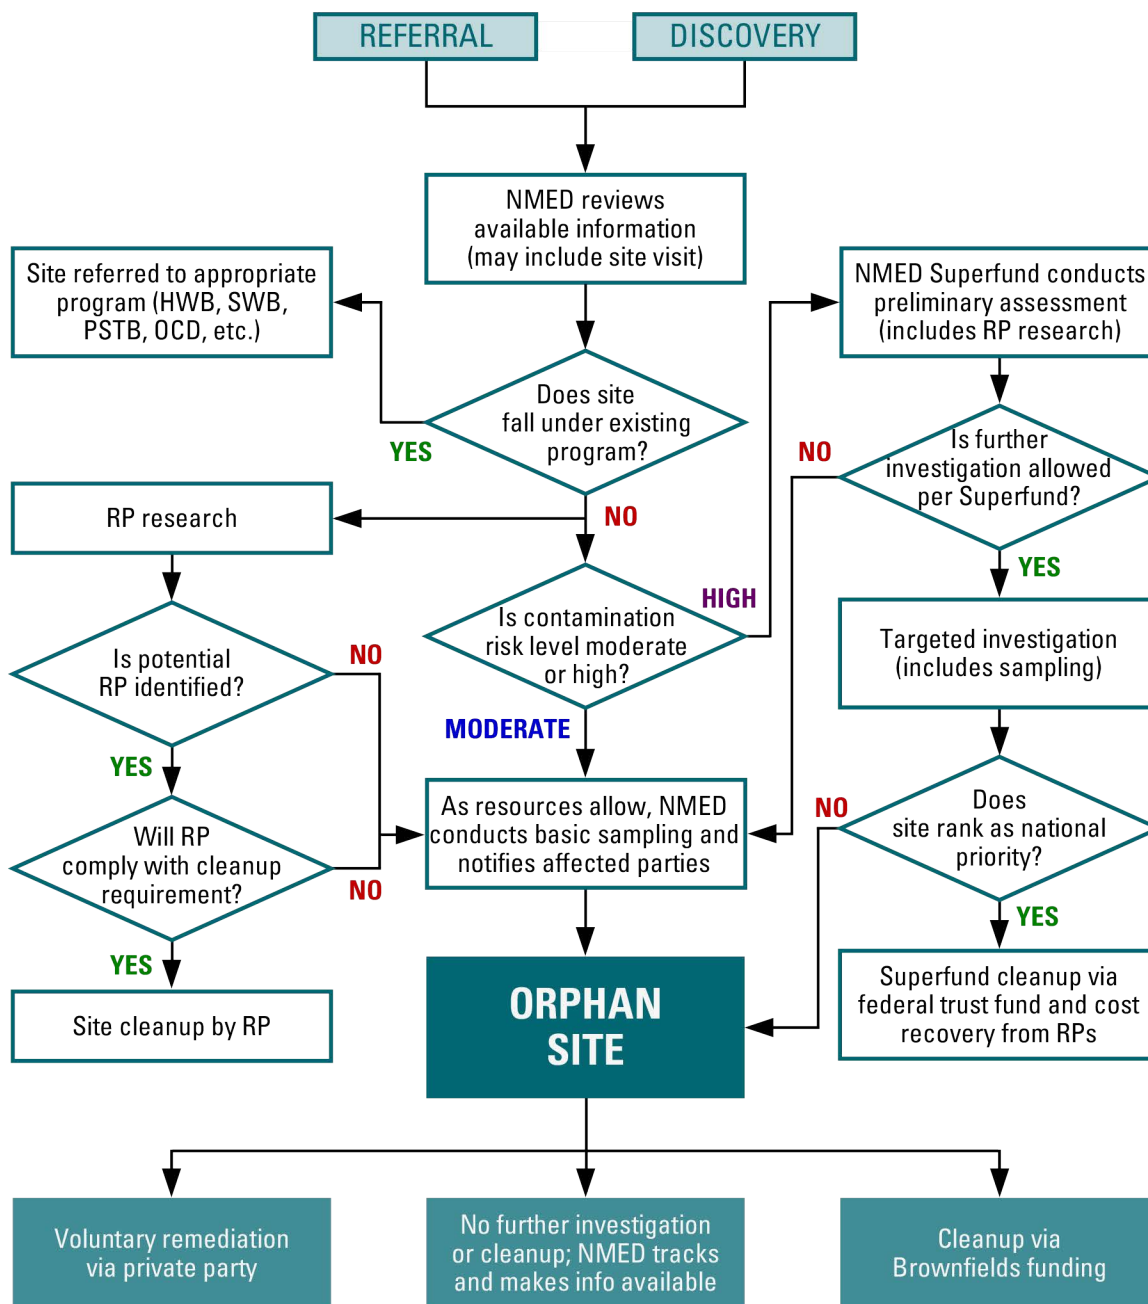 REFERRAL
DISCOVERY
NMED reviews
available information
(may include site visit)
Site referred to appropriate
program (HWB, SWB,
PSTB, OCD, etc.)
NMED Superfund conducts
preliminary assessment
(includes RP research)
Does site
fall under existing
program?
YES
NO
Is further
investigation allowed
per Superfund?
NO
YES
RP research
Is contamination
risk level moderate
or high?
HIGH
MODERATE
Is potential
RP identified?
NO
YES
Targeted investigation
(includes sampling)
As resources allow, NMED
conducts basic sampling and
notifies affected parties
Will RP
comply with cleanup
requirement?
NO
YES
Does
site rank as national
priority?
NO
YES
Site cleanup by RP
ORPHAN
SITE
Superfund cleanup via
federal trust fund and cost
recovery from RPs
Voluntary remediation
via private party
No further investigation
or cleanup; NMED tracks
and makes info available
Cleanup via
Brownfields funding